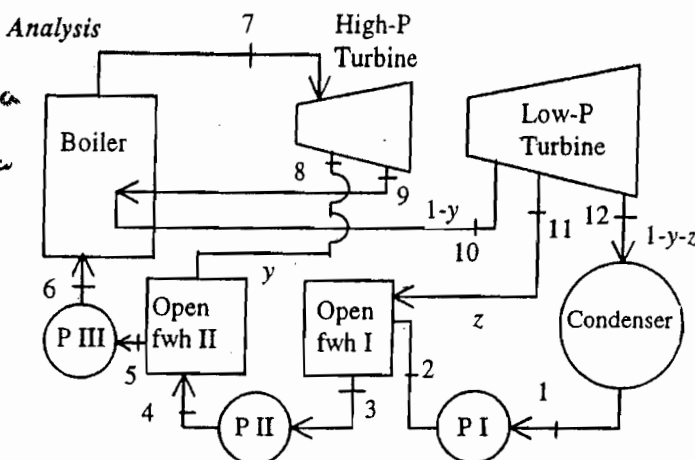 Analysis
7
High-P
Turbine
Boiler
Low-P
Turbine
8
9
1-y
10
11
12
1-y-z
y
z
6
P III
5
Open
fwh II
Open
fwh I
Condenser
4
P II
3
2
P I
1